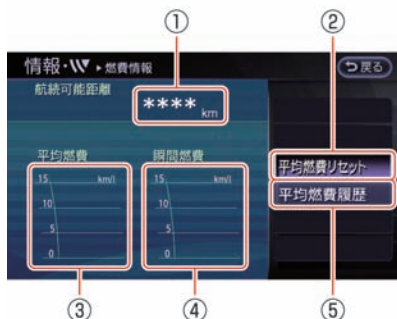 ① ②
情報・W ▸燃費情報 戻る
航続可能距離
**** km
平均燃費 瞬間燃費
平均燃費リセット
15 km/l 15 km/l
平均燃費履歴
10 10
5 5
0 0
③ ④ ⑤